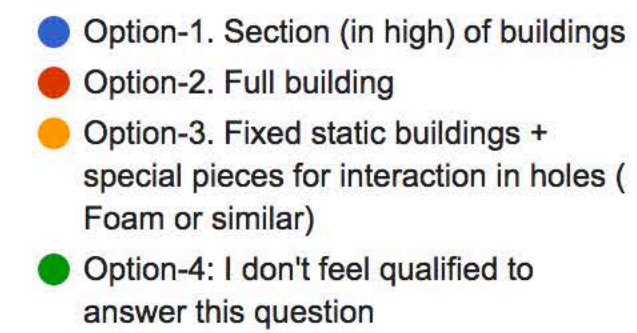 Option-1. Section (in high) of buildings
Option-2. Full building
Option-3. Fixed static buildings +
special pieces for interaction in holes (
Foam or similar)
Option-4: I don't feel qualified to
answer this question